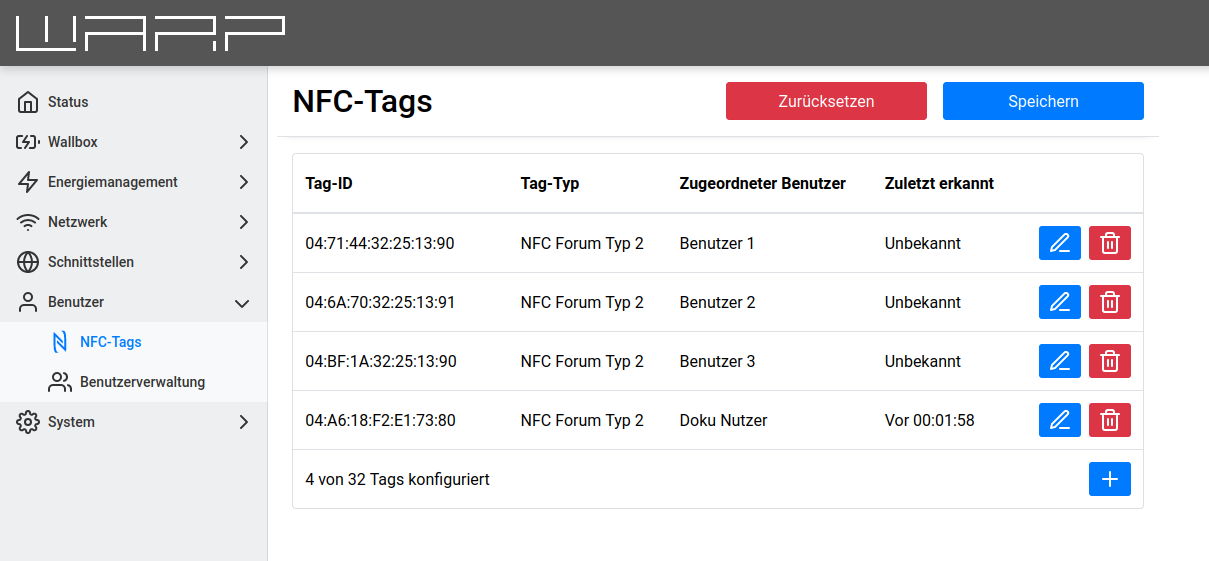 WARP
Status
Wallbox
Energiemanagement
Netzwerk
Schnittstellen
Benutzer
NFC-Tags
Benutzerverwaltung
System
NFC-Tags Zurücksetzen Speichern
Tag-ID Tag-Typ Zugeordneter Benutzer Zuletzt erkannt
04:71:44:32:25:13:90 NFC Forum Typ 2 Benutzer 1 Unbekannt
04:6A:70:32:25:13:91 NFC Forum Typ 2 Benutzer 2 Unbekannt
04:BF:1A:32:25:13:90 NFC Forum Typ 2 Benutzer 3 Unbekannt
04:A6:18:F2:E1:73:80 NFC Forum Typ 2 Doku Nutzer Vor 00:01:58
4 von 32 Tags konfiguriert